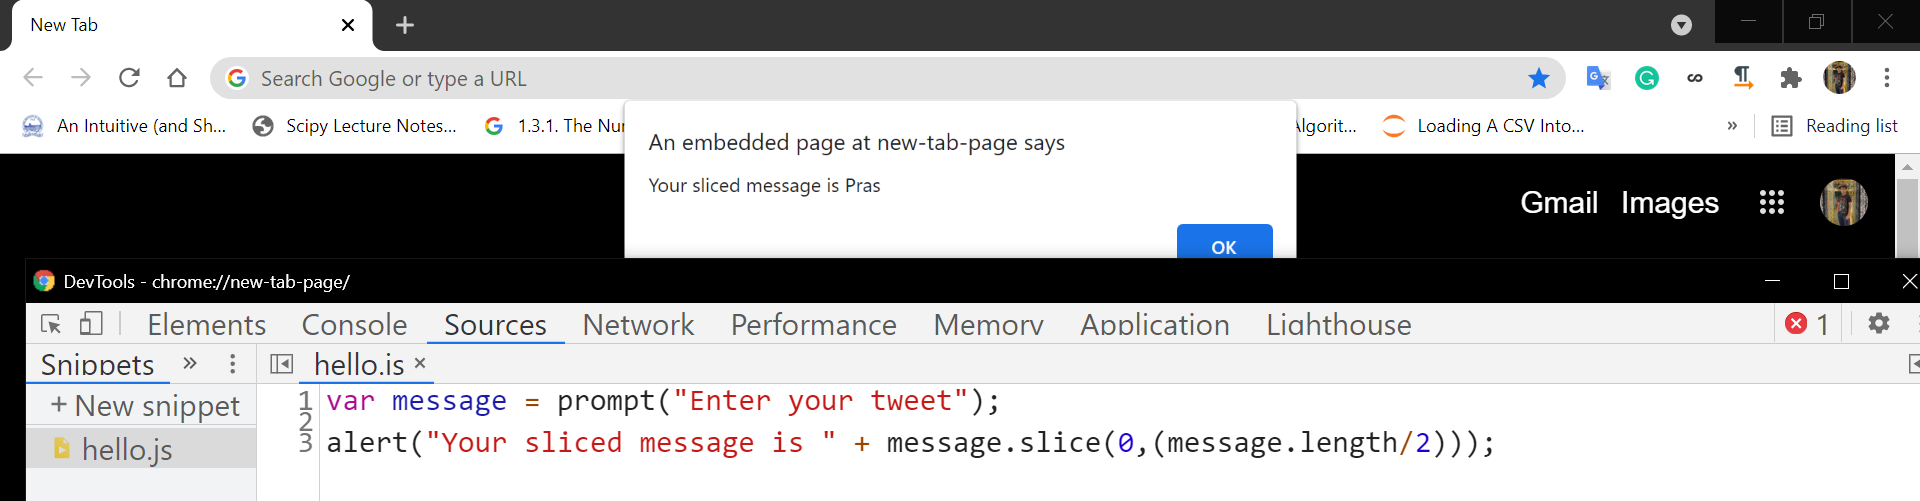 New Tab
Search Google or type a URL
An Intuitive (and Sh... Scipy Lecture Notes... 1.3.1. The Nu Algorit... Loading A CSV Into... » Reading list
An embedded page at new-tab-page says
Your sliced message is Pras
OK
Gmail Images
DevTools - chrome://new-tab-page/
Elements Console Sources Network Performance Memory Application Lighthouse 1
Snippets » hello.js ×
+ New snippet
hello.js
1 var message = prompt("Enter your tweet");
2
3 alert("Your sliced message is " + message.slice(0,(message.length/2)));